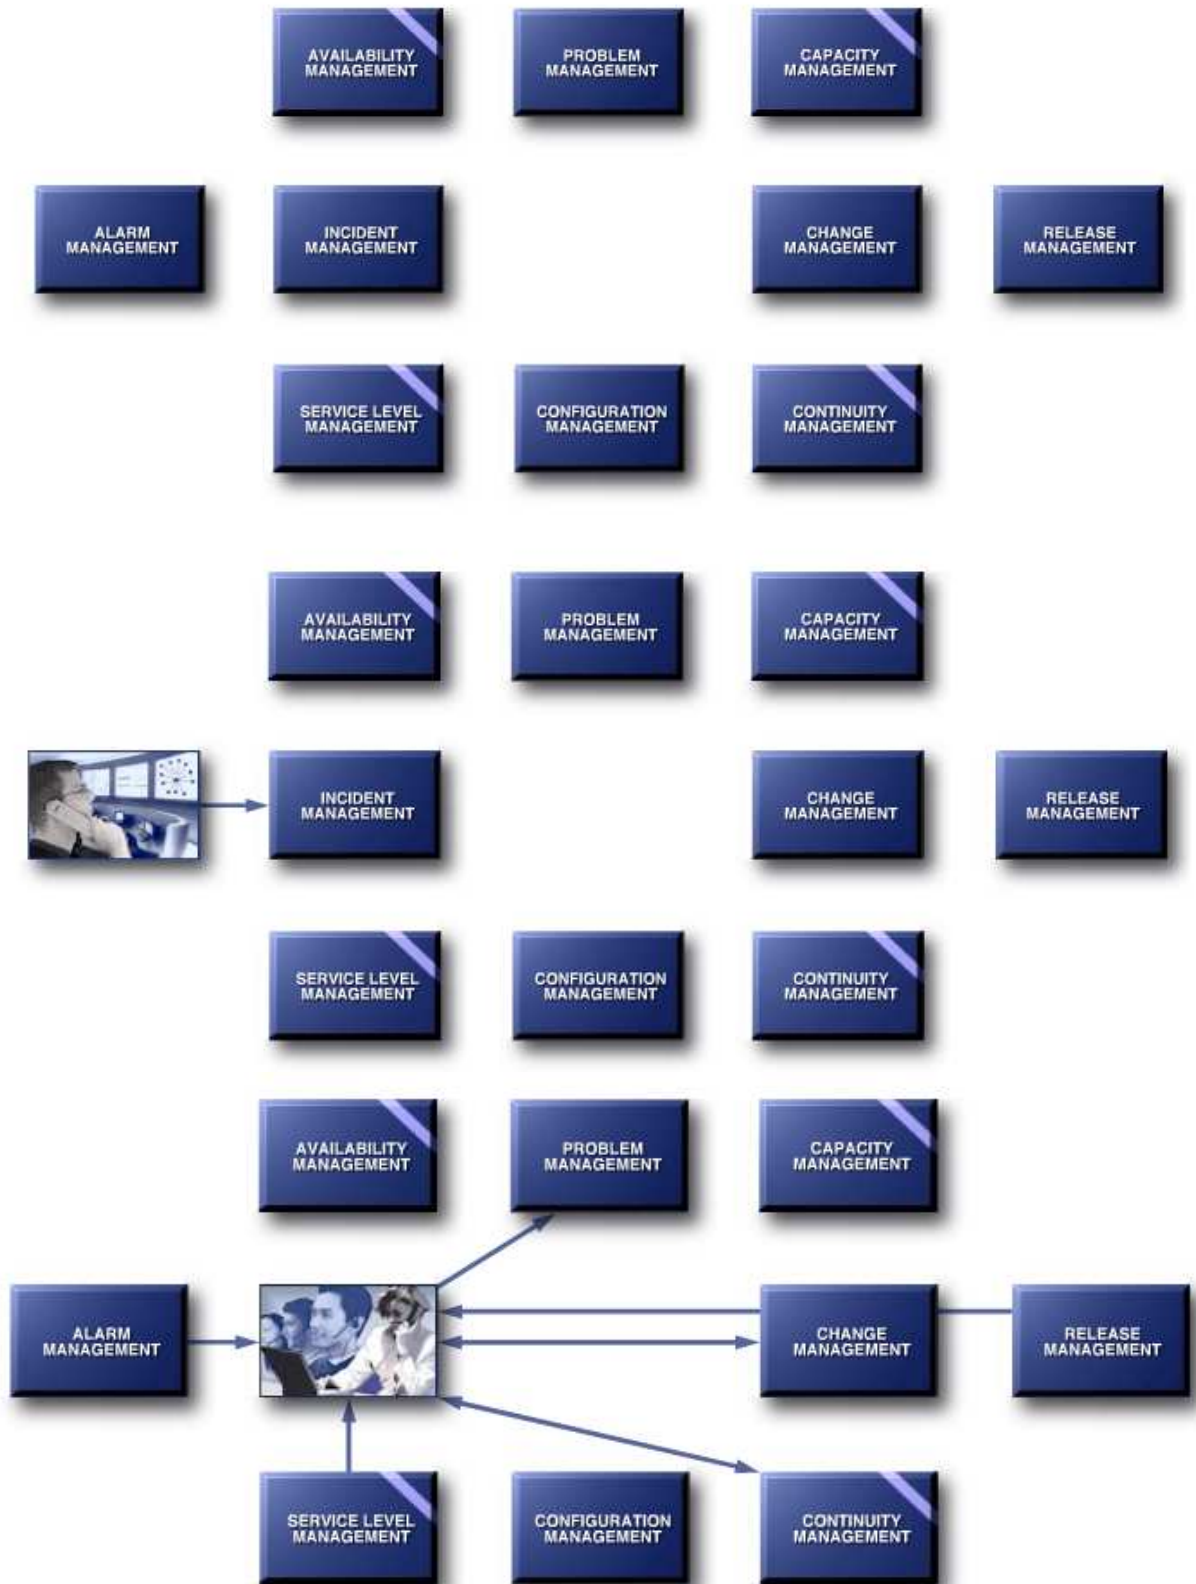 AVAILABILITY
MANAGEMENT
PROBLEM
MANAGEMENT
CAPACITY
MANAGEMENT
ALARM
MANAGEMENT
INCIDENT
MANAGEMENT
CHANGE
MANAGEMENT
RELEASE
MANAGEMENT
SERVICE LEVEL
MANAGEMENT
CONFIGURATION
MANAGEMENT
CONTINUITY
MANAGEMENT
AVAILABILITY
MANAGEMENT
PROBLEM
MANAGEMENT
CAPACITY
MANAGEMENT
INCIDENT
MANAGEMENT
CHANGE
MANAGEMENT
RELEASE
MANAGEMENT
SERVICE LEVEL
MANAGEMENT
CONFIGURATION
MANAGEMENT
CONTINUITY
MANAGEMENT
AVAILABILITY
MANAGEMENT
PROBLEM
MANAGEMENT
CAPACITY
MANAGEMENT
ALARM
MANAGEMENT
CHANGE
MANAGEMENT
RELEASE
MANAGEMENT
SERVICE LEVEL
MANAGEMENT
CONFIGURATION
MANAGEMENT
CONTINUITY
MANAGEMENT